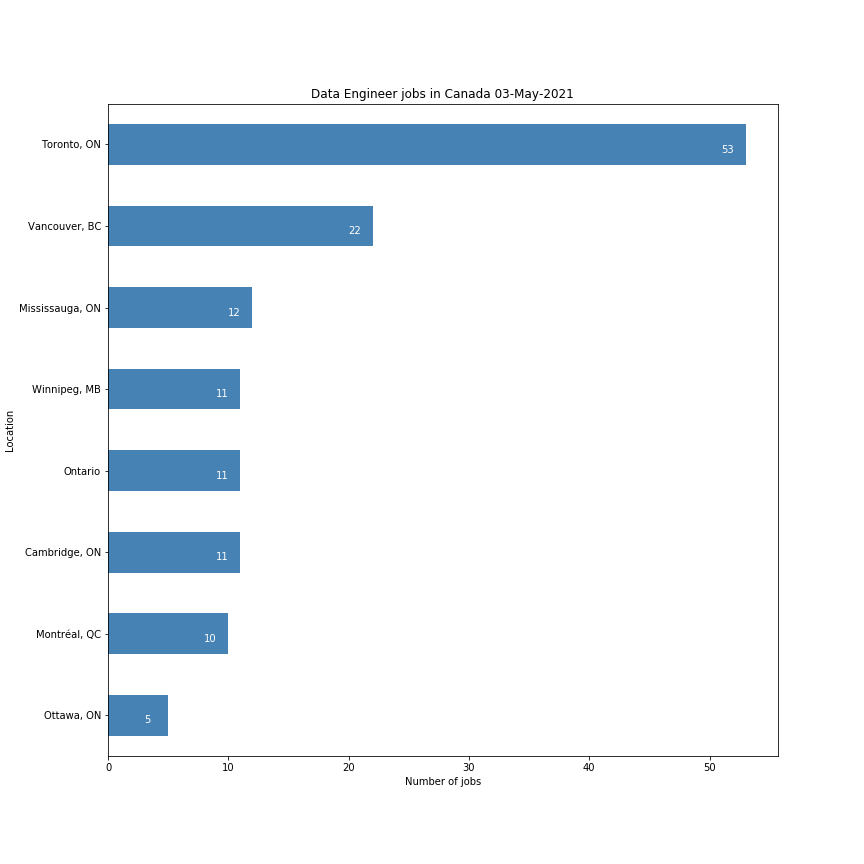 Data Engineer jobs in Canada 03-May-2021
Toronto, ON
53
Vancouver, BC
22
Mississauga, ON
12
Winnipeg, MB
11
Location
Ontario
11
Cambridge, ON
11
Montréal, QC
10
Ottawa, ON
5
0 10 20 30 40 50
Number of jobs